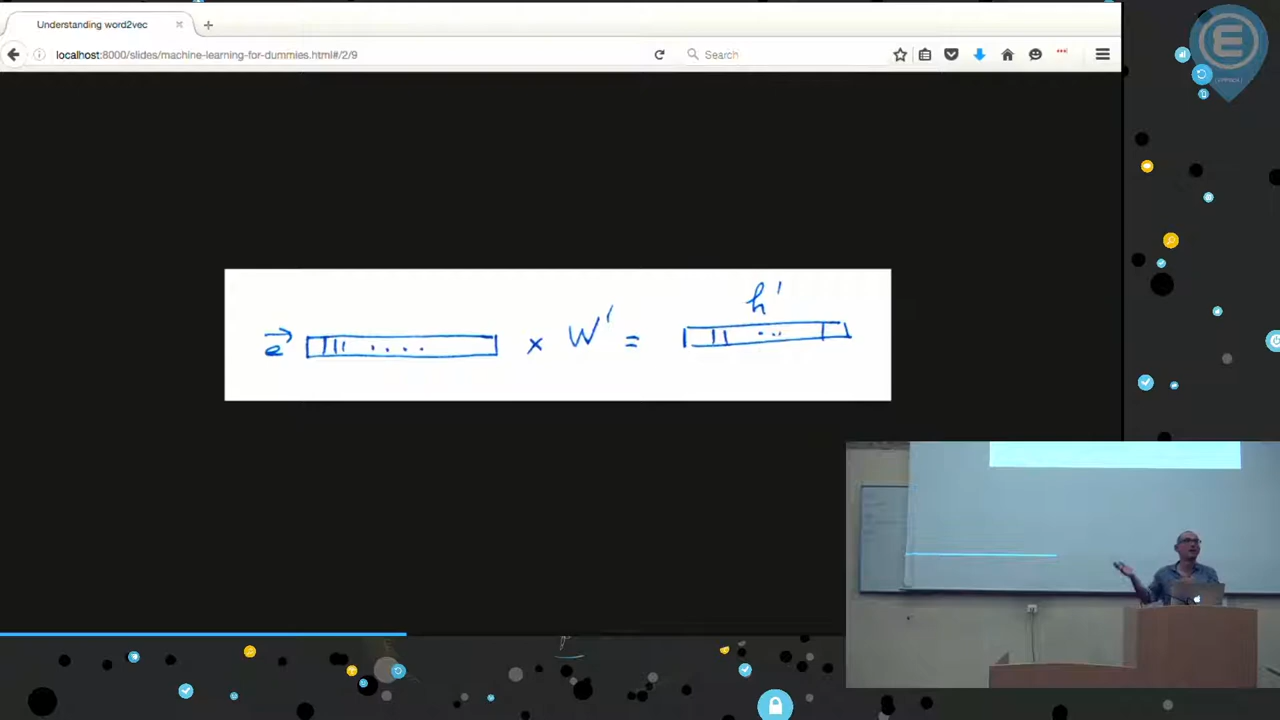 Understanding word2vec
localhost:8000/slides/machine-learning-for-dummies.html#/2/9
Search
h'
e × W' =